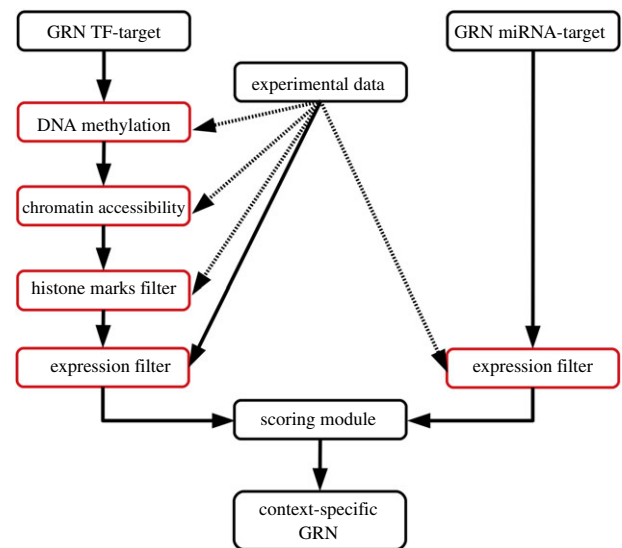 GRN TF-target
GRN miRNA-target
experimental data
DNA methylation
chromatin accessibility
histone marks filter
expression filter
expression filter
scoring module
context-specific
GRN